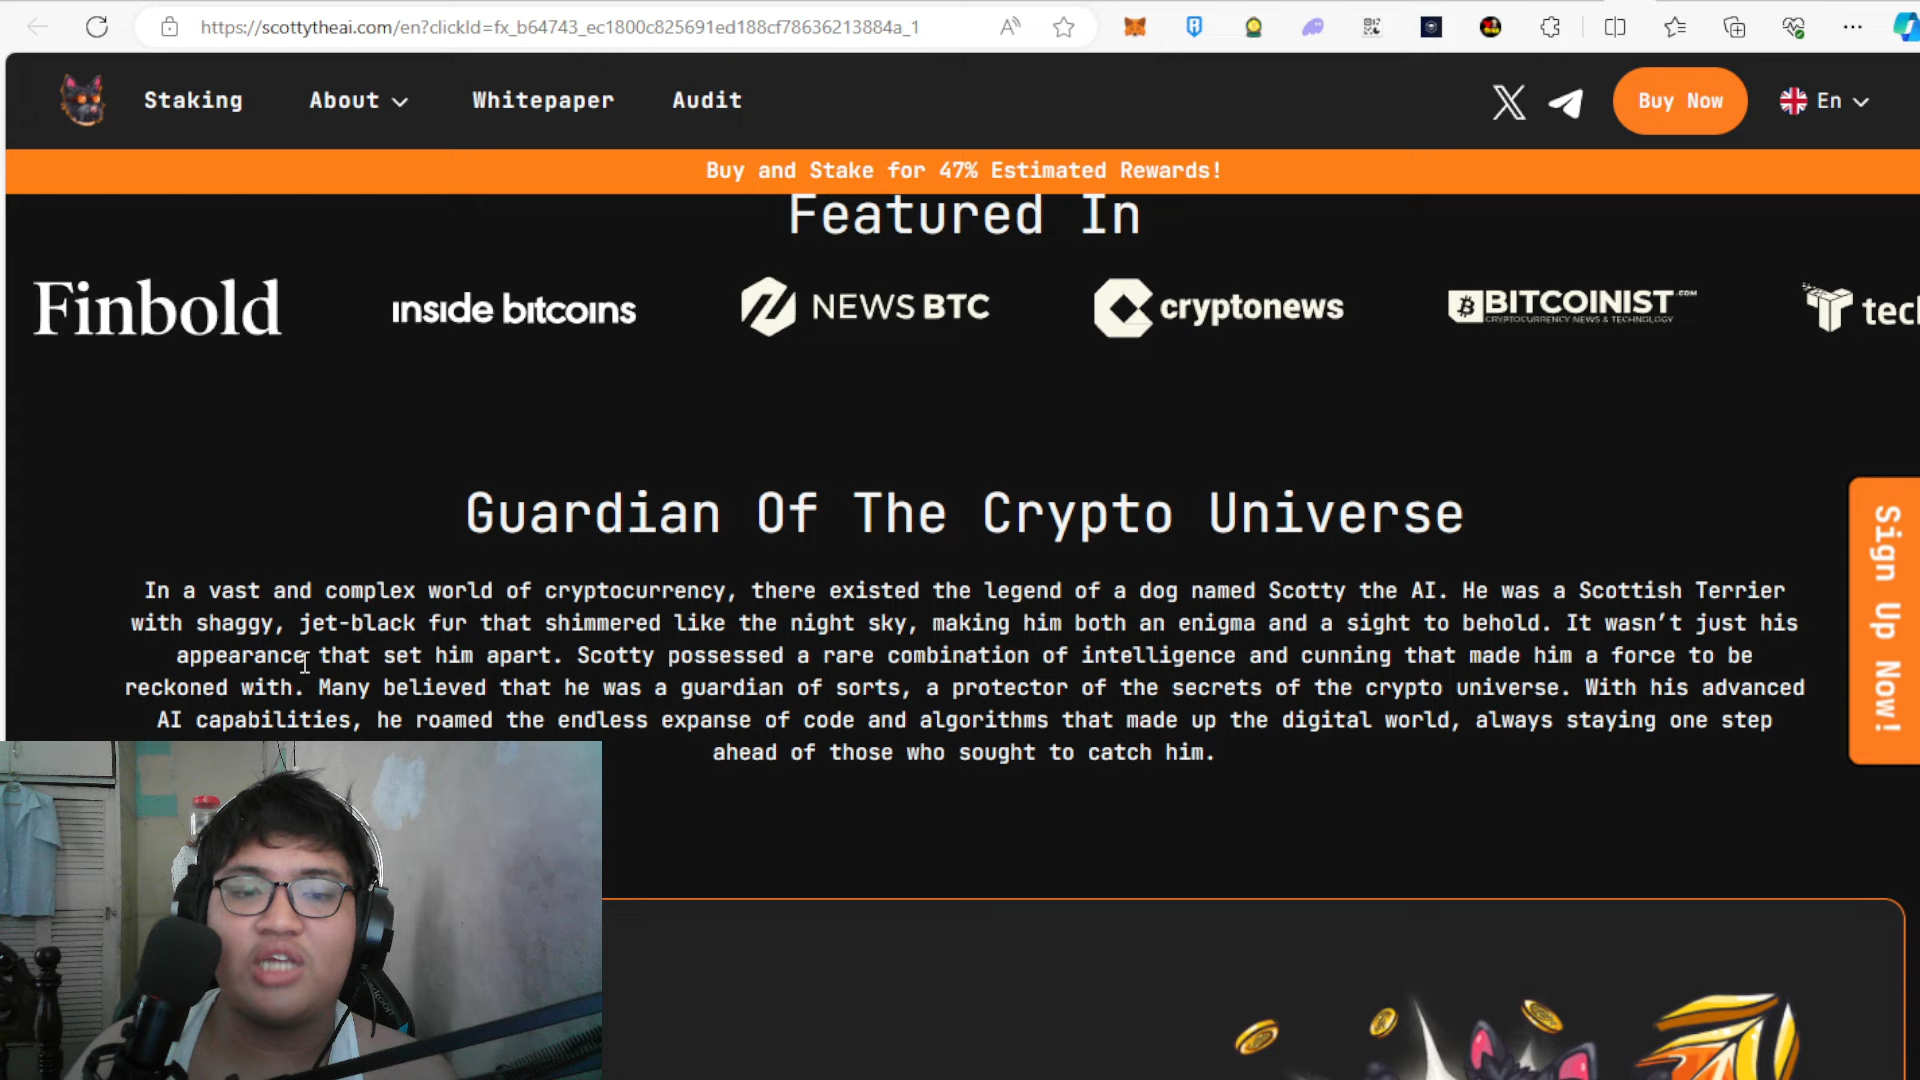 https://scottytheai.com/en?clickId=fx_b64743_ec1800c825691ed188cf78636213884a_1
Staking About Whitepaper Audit Buy Now En
Buy and Stake for 47% Estimated Rewards!
Featured In
Finbold inside bitcoins NEWS BTC cryptonews BITCOINIST.COM tech
CRYPTOCURRENCY NEWS & TECHNOLOGY
Guardian Of The Crypto Universe
In a vast and complex world of cryptocurrency, there existed the legend of a dog named Scotty the AI. He was a Scottish Terrier
with shaggy, jet-black fur that shimmered like the night sky, making him both an enigma and a sight to behold. It wasn’t just his
appearance that set him apart. Scotty possessed a rare combination of intelligence and cunning that made him a force to be
reckoned with. Many believed that he was a guardian of sorts, a protector of the secrets of the crypto universe. With his advanced
AI capabilities, he roamed the endless expanse of code and algorithms that made up the digital world, always staying one step
ahead of those who sought to catch him.
Sign Up Now!